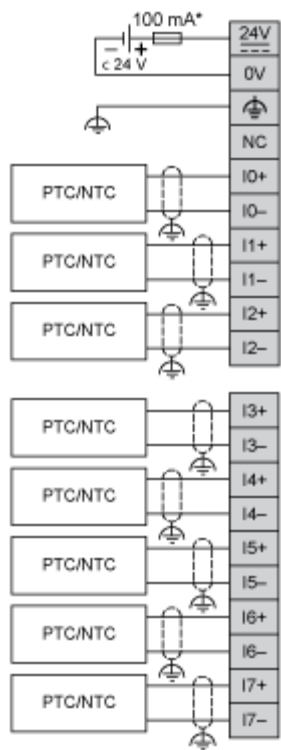 100 mA*
24V
− +
c 24 V
0V
NC
PTC/NTC
I0+
I0−
PTC/NTC
I1+
I1−
PTC/NTC
I2+
I2−
PTC/NTC
I3+
I3−
PTC/NTC
I4+
I4−
PTC/NTC
I5+
I5−
PTC/NTC
I6+
I6−
PTC/NTC
I7+
I7−